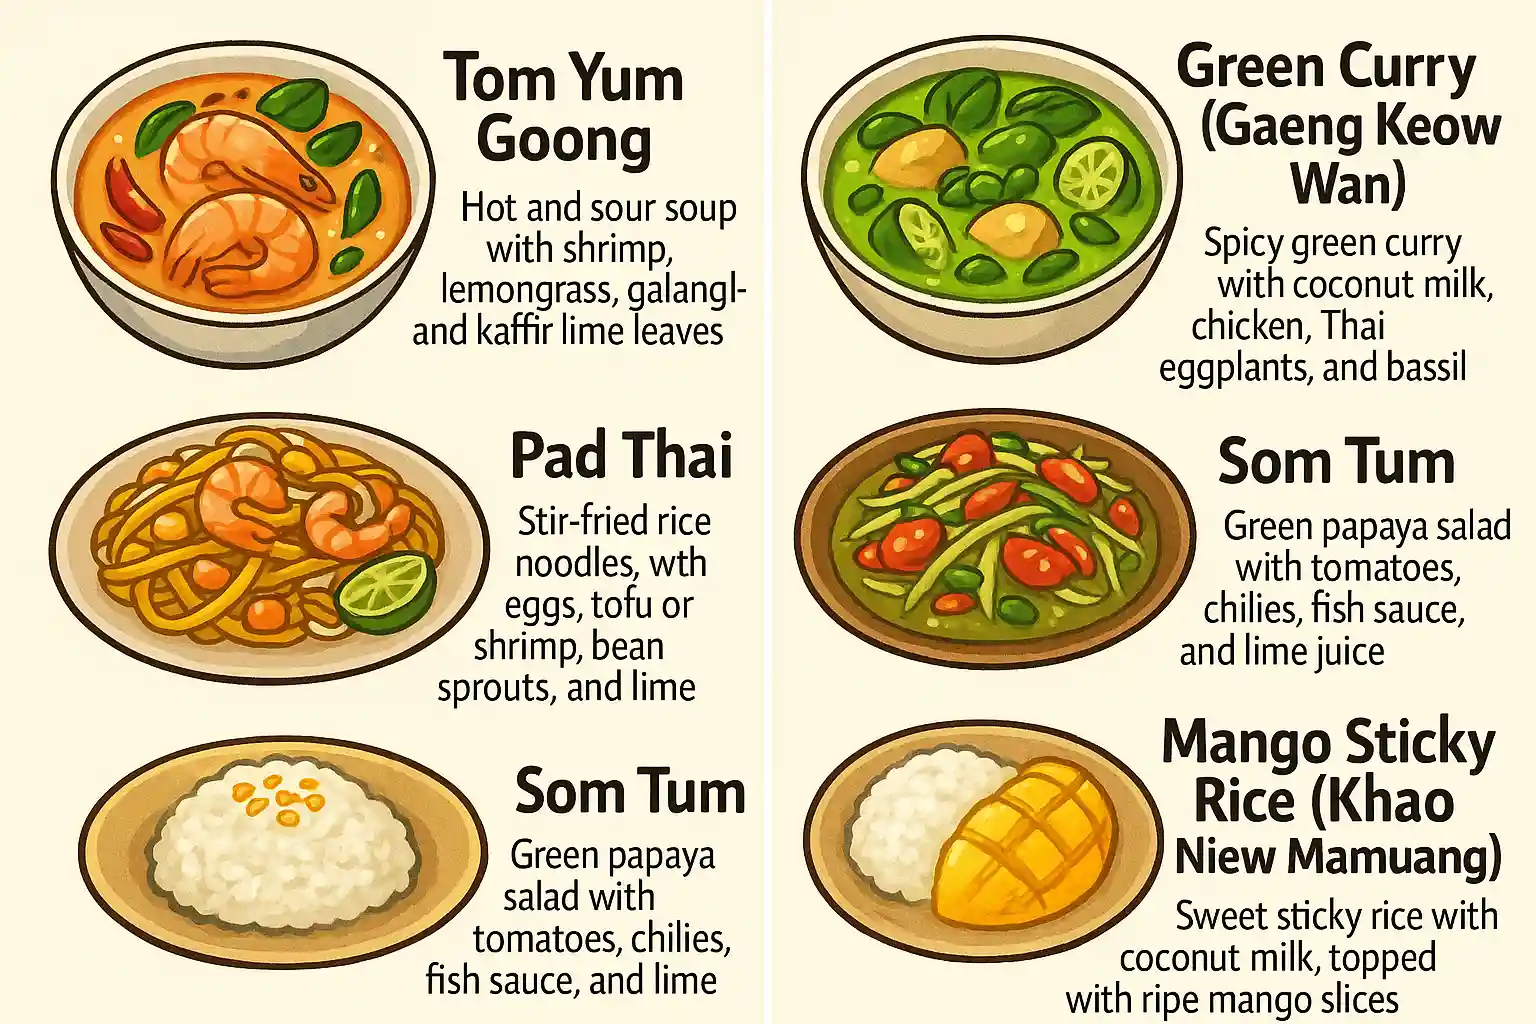 Tom Yum
Goong
Hot and sour soup
with shrimp,
lemongrass, galangl-
and kaffir lime leaves
Pad Thai
Stir-fried rice
noodles, wth
eggs, tofu or
shrimp, bean
sprouts, and lime
Som Tum
Green papaya
salad with
tomatoes, chilies,
fish sauce, and lime
Green Curry
(Gaeng Keow
Wan)
Spicy green curry
with coconut milk,
chicken, Thai
eggplants, and bassil
Som Tum
Green papaya salad
with tomatoes,
chilies, fish sauce,
and lime juice
Mango Sticky
Rice (Khao
Niew Mamuang)
Sweet sticky rice with
coconut milk, topped
with ripe mango slices